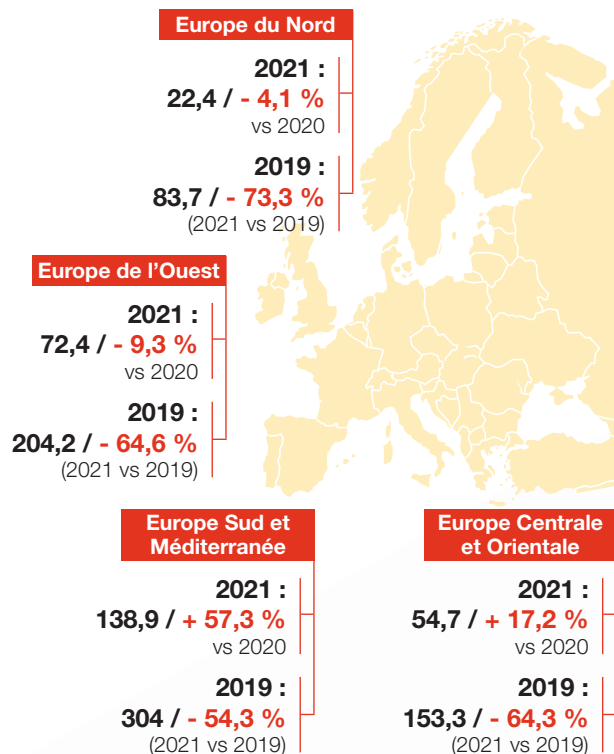 Europe du Nord
2021 :
22,4 / - 4,1 %
vs 2020
2019 :
83,7 / - 73,3 %
(2021 vs 2019)
Europe de l’Ouest
2021 :
72,4 / - 9,3 %
vs 2020
2019 :
204,2 / - 64,6 %
(2021 vs 2019)
Europe Sud et
Méditerranée
2021 :
138,9 / + 57,3 %
vs 2020
2019 :
304 / - 54,3 %
(2021 vs 2019)
Europe Centrale
et Orientale
2021 :
54,7 / + 17,2 %
vs 2020
2019 :
153,3 / - 64,3 %
(2021 vs 2019)